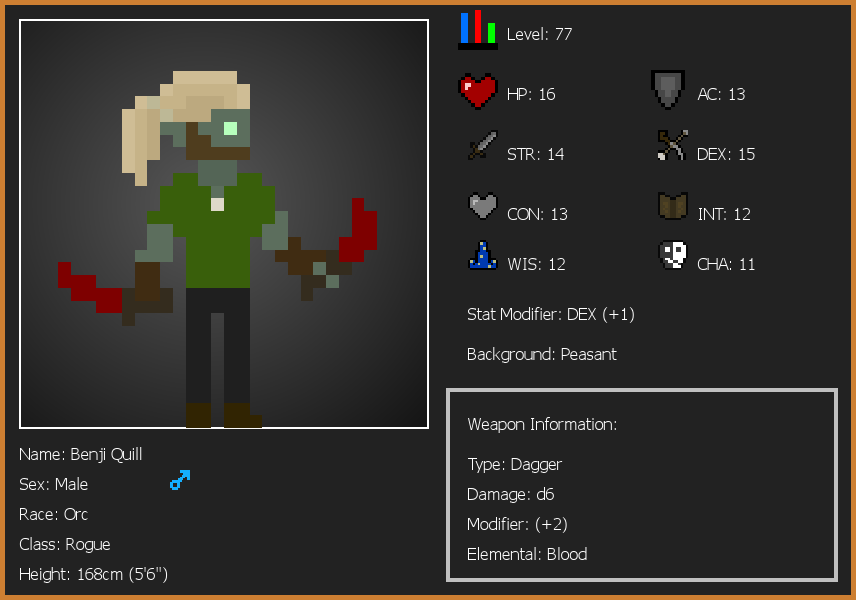 Level: 77
HP: 16
AC: 13
STR: 14
DEX: 15
CON: 13
INT: 12
WIS: 12
CHA: 11
Stat Modifier: DEX (+1)
Background: Peasant
Weapon Information:
Type: Dagger
Damage: d6
Modifier: (+2)
Elemental: Blood
Name: Benji Quill
Sex: Male
Race: Orc
Class: Rogue
Height: 168cm (5'6")